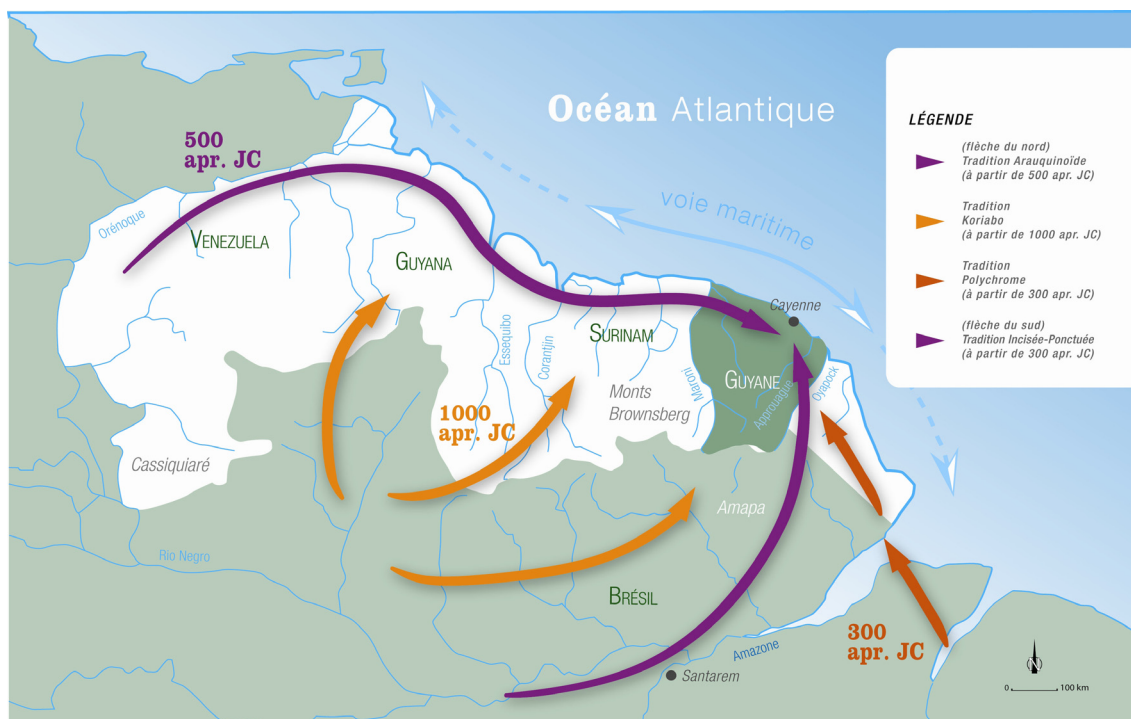 Océan Atlantique
500
apr. JC
voie maritime
Orénoque
VENEZUELA
GUYANA
Cayenne
Essequibo
Corantjin
SURINAM
Maroni
GUYANE
Approuague
Oyapock
Monts
Brownsberg
1000
apr. JC
Cassiquiaré
Amapa
Rio Negro
BRÉSIL
300
apr. JC
Amazone
Santarem
N
0 100 km
LÉGENDE
(flèche du nord)
Tradition Arauquinoïde
(à partir de 500 apr. JC)
Tradition
Koriabo
(à partir de 1000 apr. JC)
Tradition
Polychrome
(à partir de 300 apr. JC)
(flèche du sud)
Tradition Incisée-Ponctuée
(à partir de 300 apr. JC)